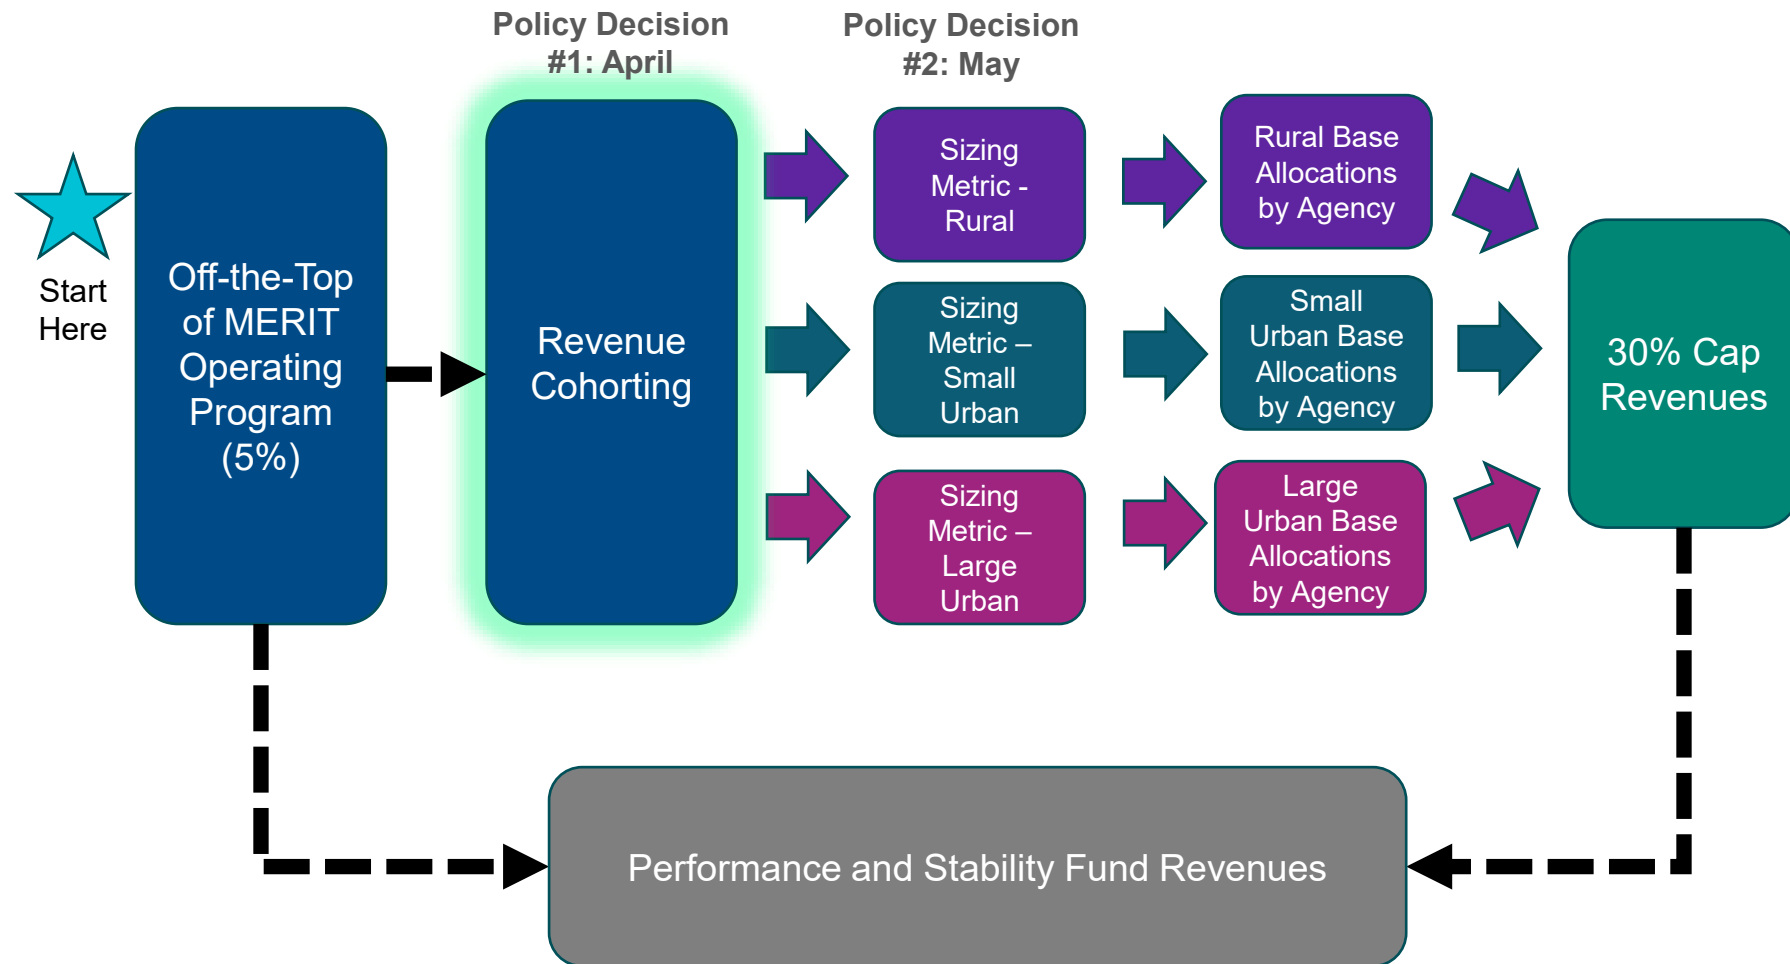 Policy Decision
#1: April
Policy Decision
#2: May
Start
Here
Off-the-Top
of MERIT
Operating
Program
(5%)
Revenue
Cohorting
Sizing
Metric -
Rural
Rural Base
Allocations
by Agency
Sizing
Metric –
Small
Urban
Small
Urban Base
Allocations
by Agency
Sizing
Metric –
Large
Urban
Large
Urban Base
Allocations
by Agency
30% Cap
Revenues
Performance and Stability Fund Revenues